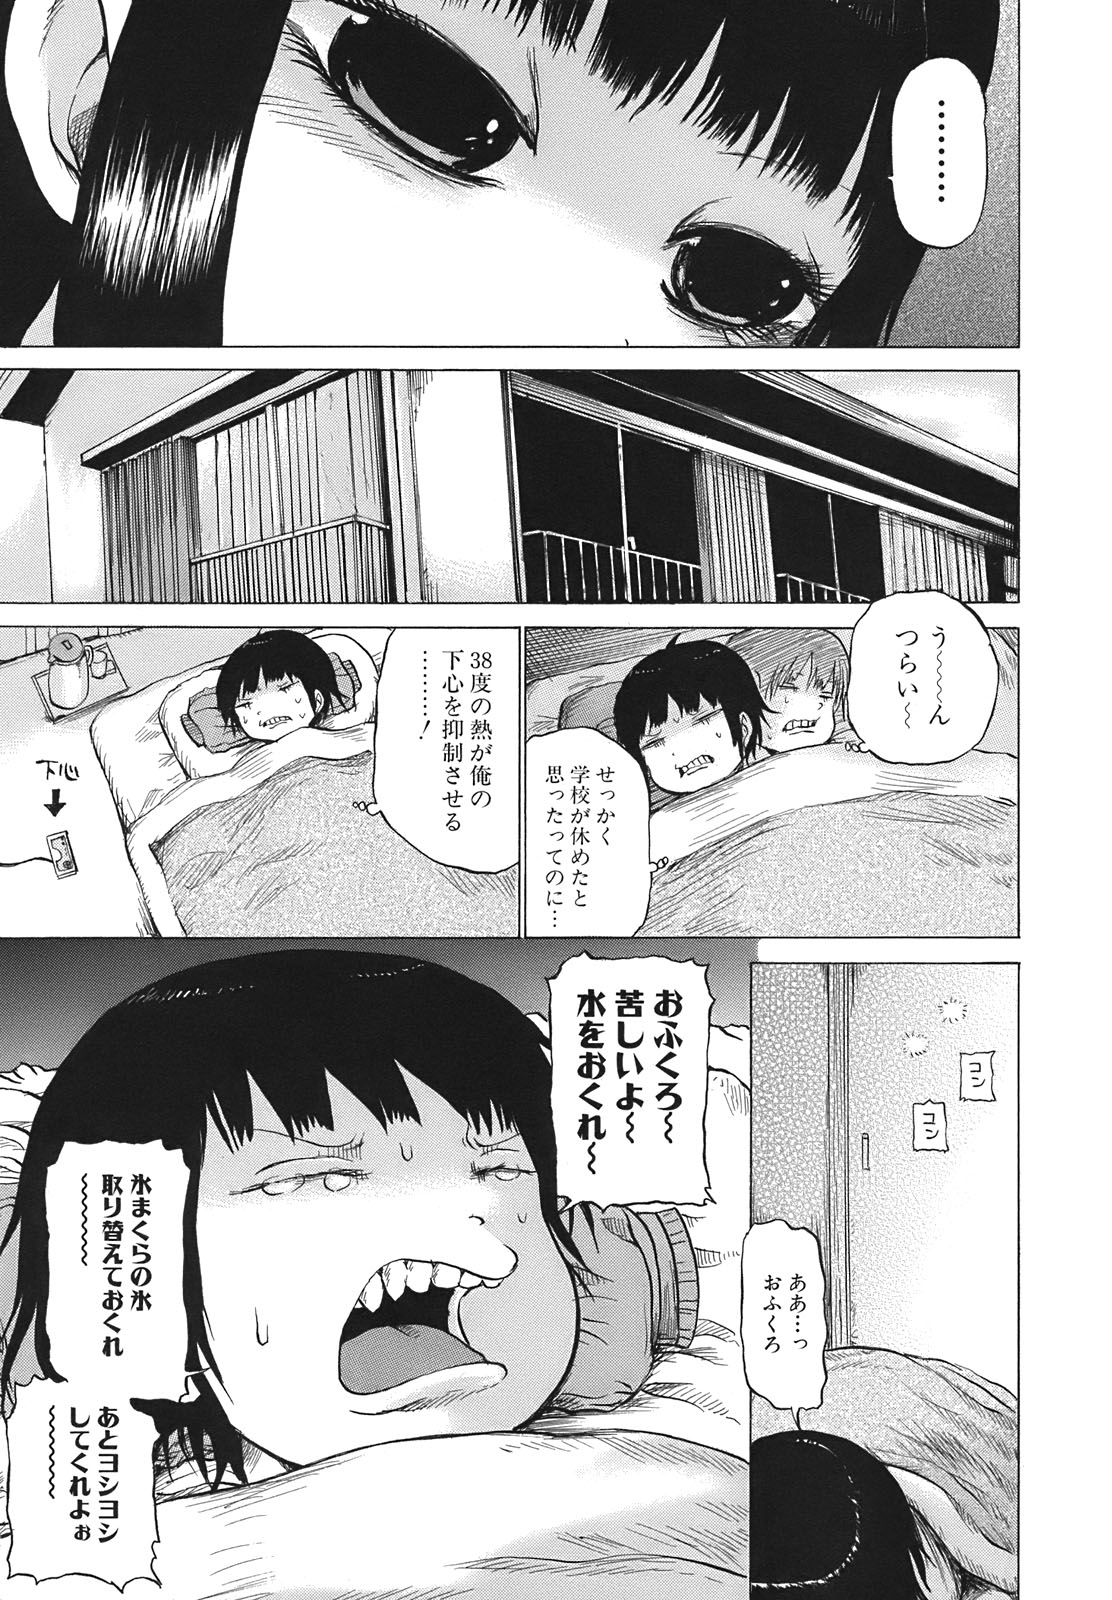 ・・・・・・・・・
う〜〜〜ん
つらい〜
せっかく
学校が休めたと
思ったってのに…
38度の熱が俺の
下心を抑制させる
………！
下心
コン
コン
ああ…っ
おふくろ
おふくろ〜
苦しいよ〜
水をおくれ〜
氷まくらの氷
取り替えておくれ
〜〜〜〜
あとヨシヨシ
してくれよぉ
〜〜〜〜